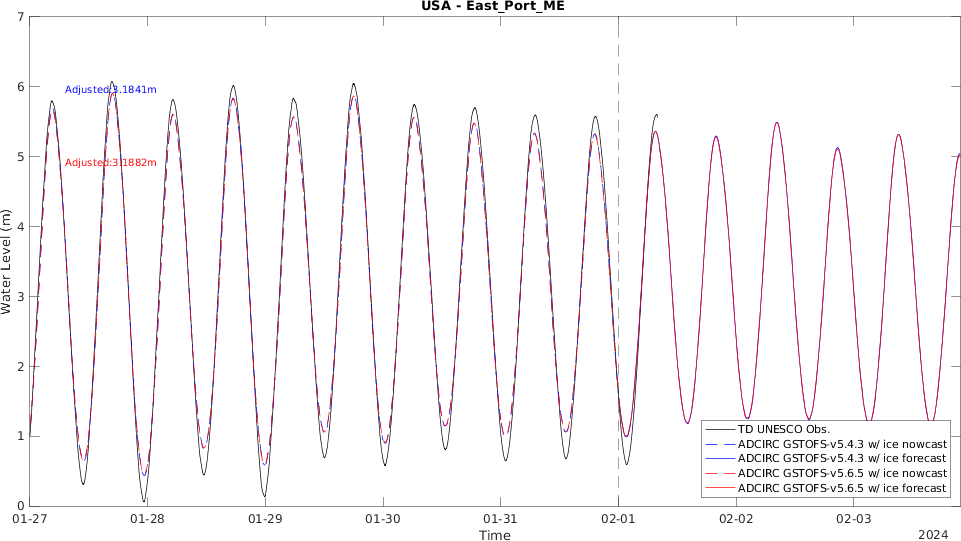 USA - East_Port_ME
7
6
5
4
3
2
1
0
Water Level (m)
Adjusted:3.1841m
Adjusted:3.1882m
TD UNESCO Obs.
ADCIRC GSTOFS-v5.4.3 w/ ice nowcast
ADCIRC GSTOFS-v5.4.3 w/ ice forecast
ADCIRC GSTOFS-v5.6.5 w/ ice nowcast
ADCIRC GSTOFS-v5.6.5 w/ ice forecast
01-27 01-28 01-29 01-30 01-31 02-01 02-02 02-03
Time
2024